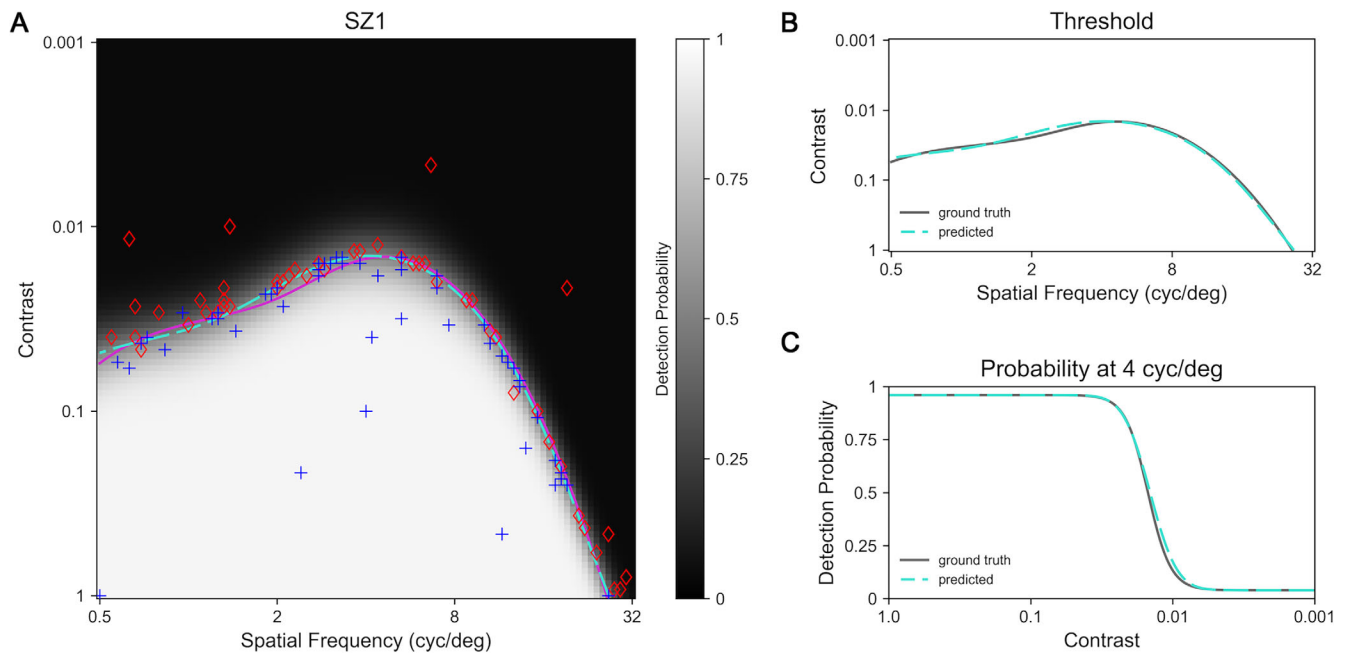 A
SZ1
0.001
0.01
0.1
1
Contrast
0.5
2
8
32
Spatial Frequency (cyc/deg)
1
0.75
0.5
0.25
0
Detection Probability
B
Threshold
0.001
0.01
0.1
1
Contrast
ground truth
predicted
0.5
2
8
32
Spatial Frequency (cyc/deg)
C
Probability at 4 cyc/deg
1
0.75
0.5
0.25
0
Detection Probability
ground truth
predicted
1.0
0.1
0.01
0.001
Contrast